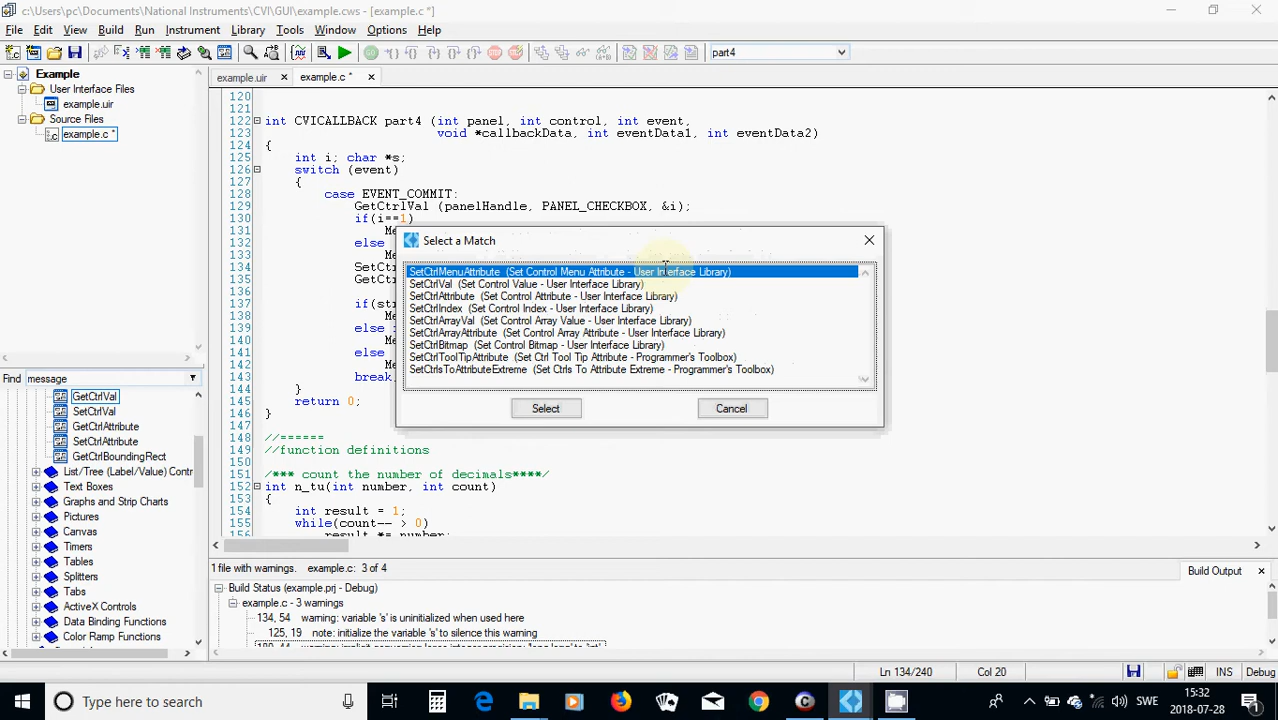 c:\Users\pc\Documents\National Instruments\CVI\GUI\example.cws - [example.c *]
File Edit View Build Run Instrument Library Tools Window Options Help
part4
Example
User Interface Files
example.uir
Source Files
example.c *
example.uir
example.c *
120
121
122 int CVICALLBACK part4 (int panel, int control, int event,
123 void *callbackData, int eventData1, int eventData2)
124 {
125 int i; char *s;
126 switch (event)
127 {
128 case EVENT_COMMIT:
129 GetCtrlVal (panelHandle, PANEL_CHECKBOX, &i);
130 if(i==1)
131 Me
132 else
133 Me
134 SetCt
135 GetCt
136
137 if(str
138 Me
139 else i
140 Me
141 else
142 Me
143 break
144 }
145 return 0;
146 }
147
148 //======
149 //function definitions
150
151 /*** count the number of decimals****/
152 int n_tu(int number, int count)
153 {
154 int result = 1;
155 while(count-- > 0)
156 result *= number;
Select a Match
SetCtrlMenuAttribute (Set Control Menu Attribute - User Interface Library)
SetCtrlVal (Set Control Value - User Interface Library)
SetCtrlAttribute (Set Control Attribute - User Interface Library)
SetCtrlIndex (Set Control Index - User Interface Library)
SetCtrlArrayVal (Set Control Array Value - User Interface Library)
SetCtrlArrayAttribute (Set Control Array Attribute - User Interface Library)
SetCtrlBitmap (Set Control Bitmap - User Interface Library)
SetCtrlToolTipAttribute (Set Ctrl Tool Tip Attribute - Programmer's Toolbox)
SetCtrlsToAttributeExtreme (Set Ctrls To Attribute Extreme - Programmer's Toolbox)
Select Cancel
Find message
GetCtrlVal
SetCtrlVal
GetCtrlAttribute
SetCtrlAttribute
GetCtrlBoundingRect
List/Tree (Label/Value) Contr
Text Boxes
Graphs and Strip Charts
Pictures
Canvas
Timers
Tables
Splitters
Tabs
ActiveX Controls
Data Binding Functions
Color Ramp Functions
1 file with warnings. example.c: 3 of 4
Build Output
Build Status (example.prj - Debug)
example.c - 3 warnings
134, 54 warning: variable 's' is uninitialized when used here
125, 19 note: initialize the variable 's' to silence this warning
Ln 134/240 Col 20 INS Debug
Type here to search
SWE
15:32
2018-07-28